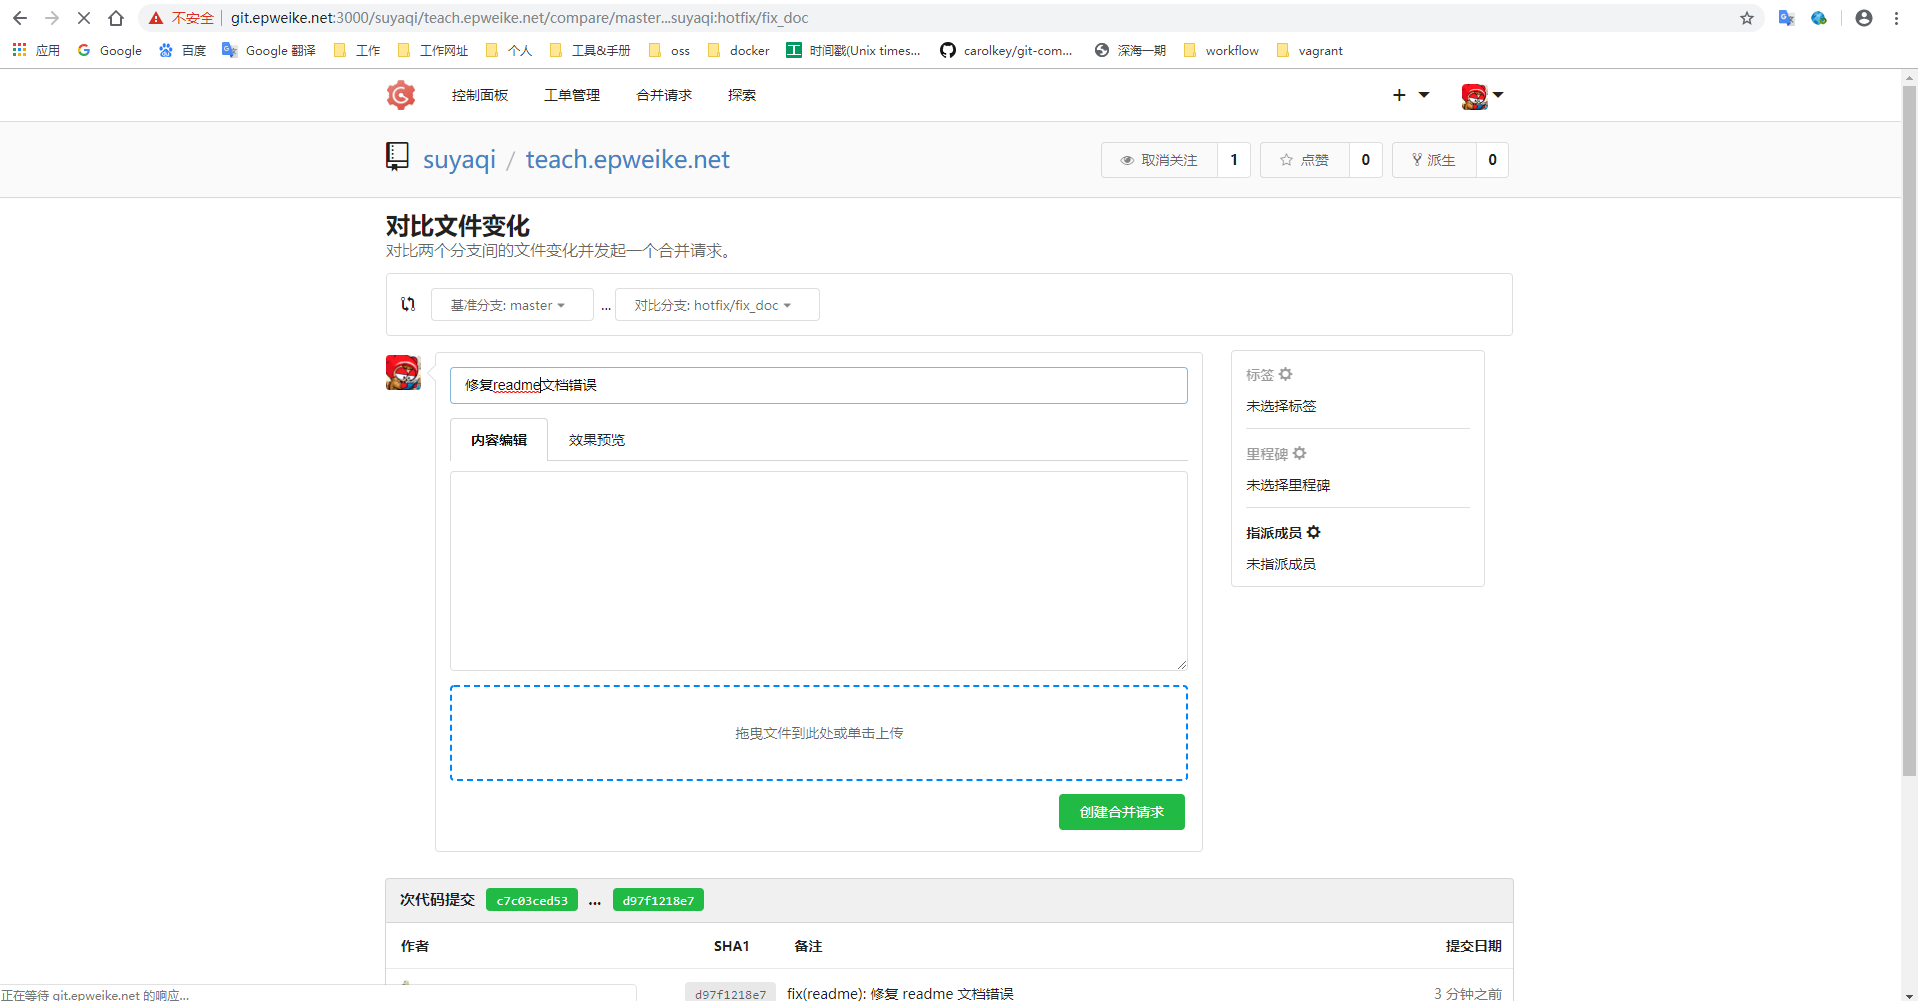 不安全 git.epweike.net:3000/suyaqi/teach.epweike.net/compare/master...suyaqi:hotfix/fix_doc
应用 Google 百度 Google 翻译 工作 工作网址 个人 工具&手册 oss docker 时间戳(Unix times... carolkey/git-com... 深海一期 workflow vagrant
控制面板 工单管理 合并请求 探索
suyaqi / teach.epweike.net 取消关注 1 点赞 0 派生 0
对比文件变化
对比两个分支间的文件变化并发起一个合并请求。
基准分支: master ... 对比分支: hotfix/fix_doc
修复readme文档错误
内容编辑 效果预览
拖曳文件到此处或单击上传
创建合并请求
标签
未选择标签
里程碑
未选择里程碑
指派成员
未指派成员
次代码提交 c7c03ced53 ... d97f1218e7
作者 SHA1 备注 提交日期
d97f1218e7 fix(readme): 修复 readme 文档错误 3 分钟之前
正在等待 git.epweike.net 的响应...